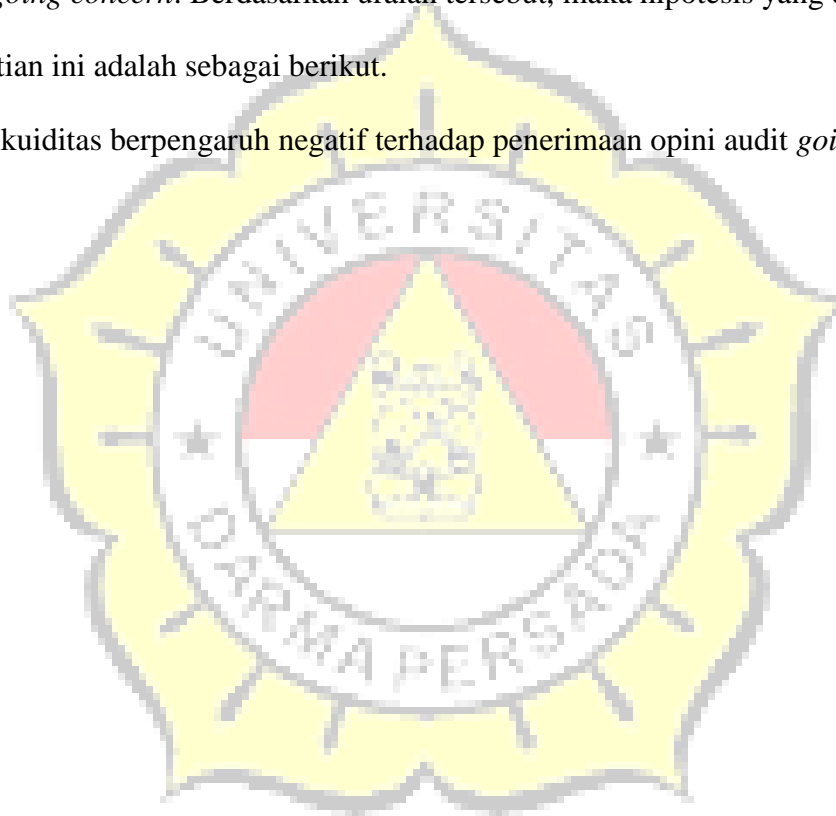 going concern. Berdasarkan uraian tersebut, maka hipotesis yang
tian ini adalah sebagai berikut.
kuiditas berpengaruh negatif terhadap penerimaan opini audit goi
UNIVERSITAS
DARMA PERSADA